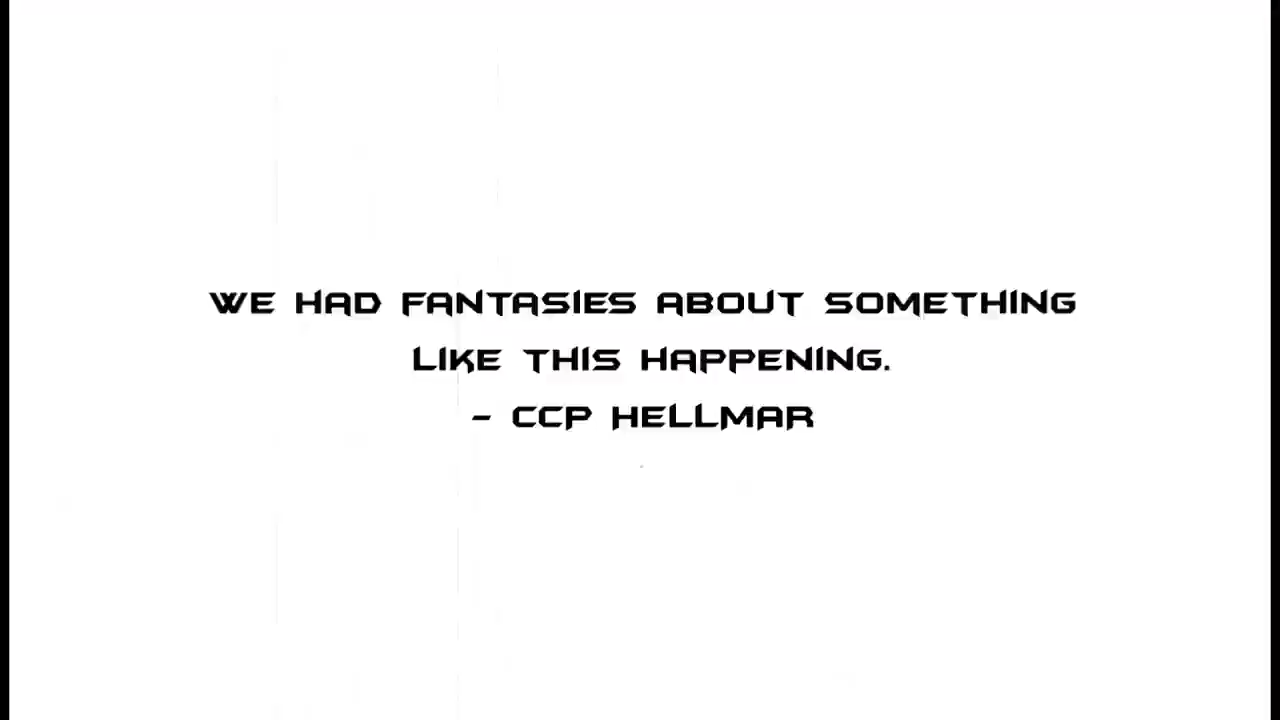 WE HAD FANTASIES ABOUT SOMETHING
LIKE THIS HAPPENING.
- CCP HELLMAR